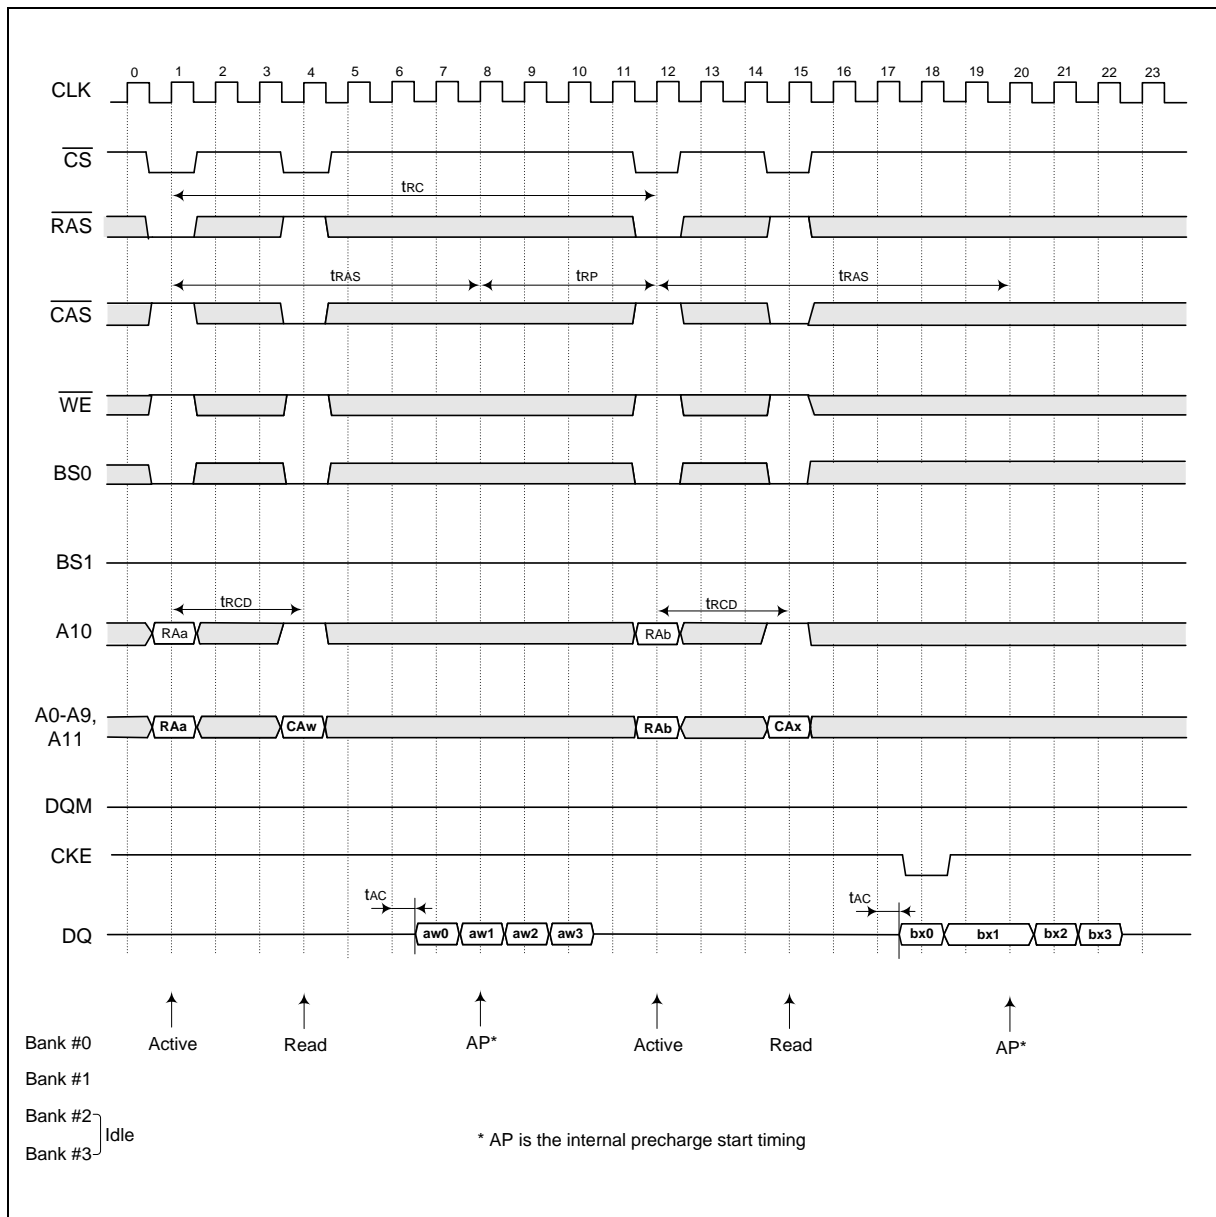 0 1 2 3 4 5 6 7 8 9 10 11 12 13 14 15 16 17 18 19 20 21 22 23
CLK
CS
tRC
RAS
tRAS tRP tRAS
CAS
WE
BS0
BS1
tRCD tRCD
A10 RAa RAb
A0-A9,
A11 RAa CAw RAb CAx
DQM
CKE
tAC tAC
DQ aw0 aw1 aw2 aw3 bx0 bx1 bx2 bx3
Bank #0 Active Read AP* Active Read AP*
Bank #1
Bank #2
Idle
Bank #3
* AP is the internal precharge start timing